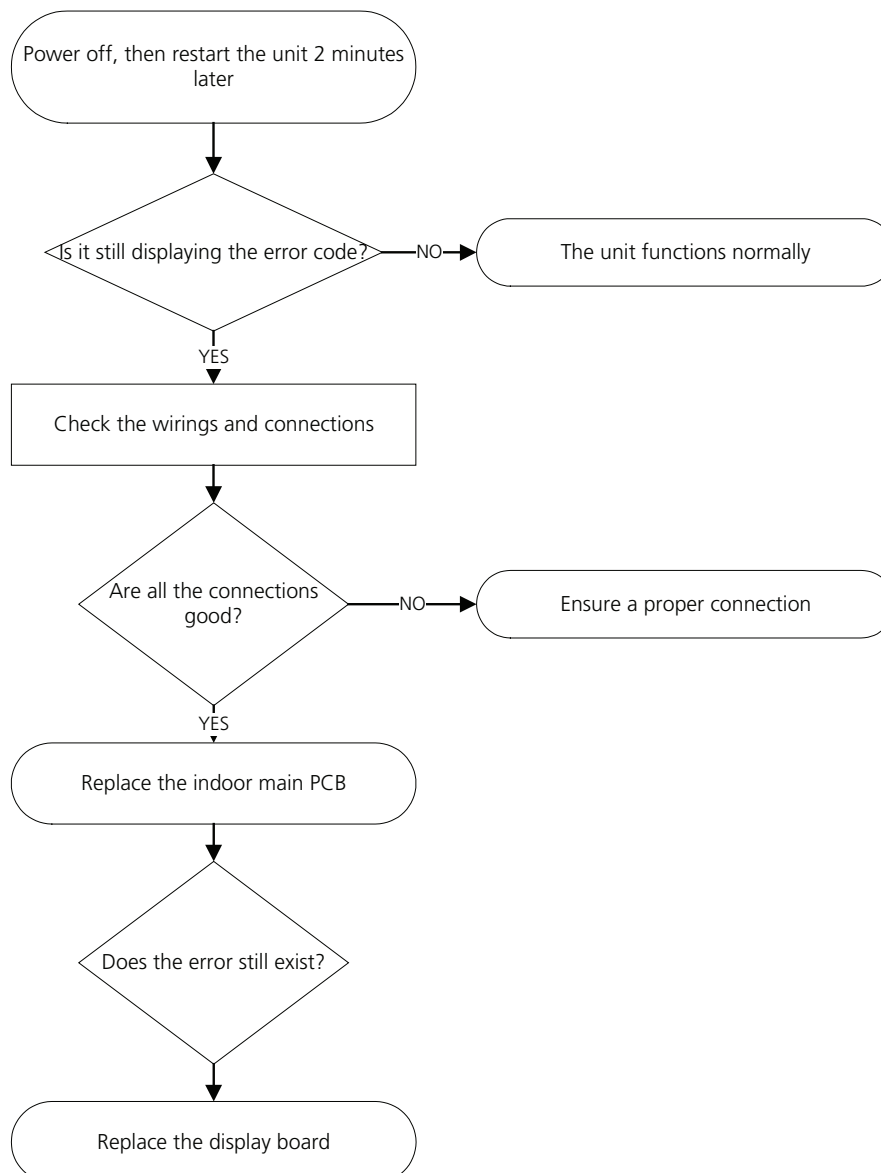 Power off, then restart the unit 2 minutes
later
Is it still displaying the error code?
NO
The unit functions normally
YES
Check the wirings and connections
Are all the connections
good?
NO
Ensure a proper connection
YES
Replace the indoor main PCB
Does the error still exist?
Replace the display board